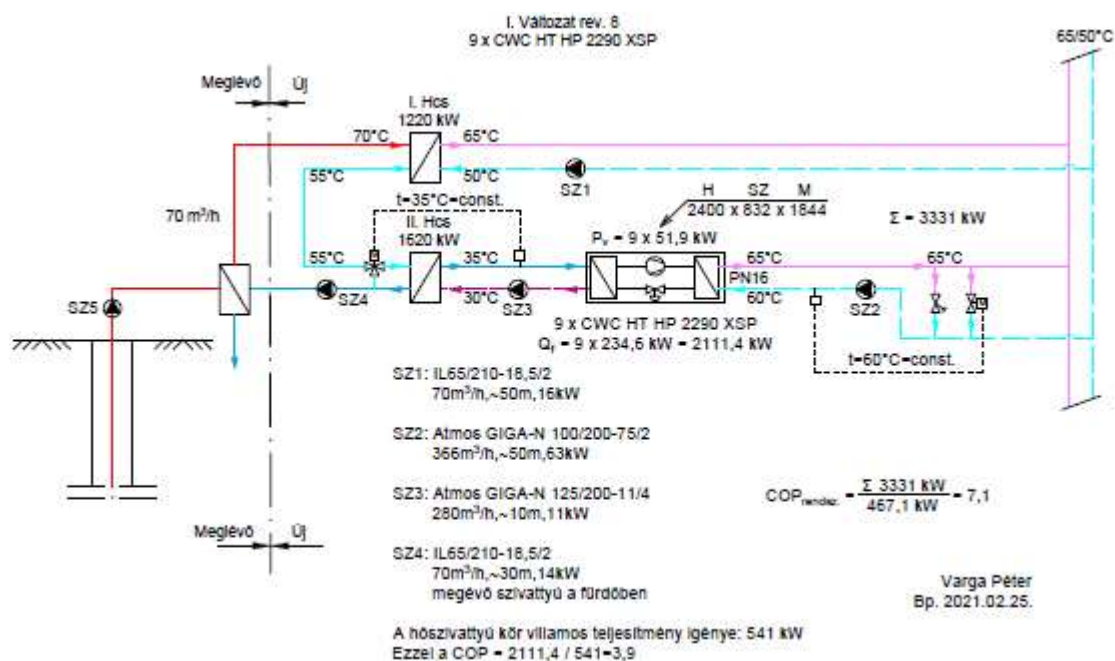 I. Változat rev. 8
9 x CWC HT HP 2290 XSP
65/50°C
Meglévő Új
I. Hcs
1220 kW
70°C 65°C
55°C 50°C
SZ1
t=35°C=const.
H SZ M
2400 x 832 x 1844
70 m³/h
II. Hcs
1620 kW
Pᵥ = 9 x 51,9 kW
Σ = 3331 kW
55°C 35°C 65°C 65°C
PN16
SZ5 SZ4 30°C SZ3 60°C SZ2
9 x CWC HT HP 2290 XSP
Qf = 9 x 234,6 kW = 2111,4 kW
t=60°C=const.
SZ1: IL65/210-18,5/2
70m³/h,~50m,16kW
SZ2: Atmos GIGA-N 100/200-75/2
366m³/h,~50m,63kW
SZ3: Atmos GIGA-N 125/200-11/4
280m³/h,~10m,11kW
COPrendez. = Σ 3331 kW / 467,1 kW = 7,1
Meglévő Új
SZ4: IL65/210-18,5/2
70m³/h,~30m,14kW
megévő szivattyú a fürdőben
Varga Péter
Bp. 2021.02.25.
A hőszivattyú kör villamos teljesítmény igénye: 541 kW
Ezzel a COP = 2111,4 / 541=3,9